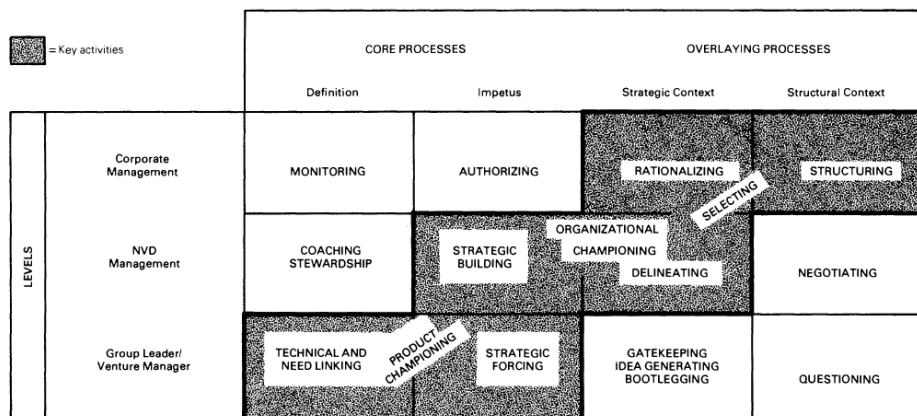 = Key activities
CORE PROCESSES
OVERLAYING PROCESSES
Definition
Impetus
Strategic Context
Structural Context
LEVELS
Corporate
Management
MONITORING
AUTHORIZING
RATIONALIZING
STRUCTURING
SELECTING
NVD
Management
COACHING
STEWARDSHIP
STRATEGIC
BUILDING
ORGANIZATIONAL
CHAMPIONING
DELINEATING
NEGOTIATING
Group Leader/
Venture Manager
TECHNICAL AND
NEED LINKING
PRODUCT
CHAMPIONING
STRATEGIC
FORCING
GATEKEEPING
IDEA GENERATING
BOOTLEGGING
QUESTIONING